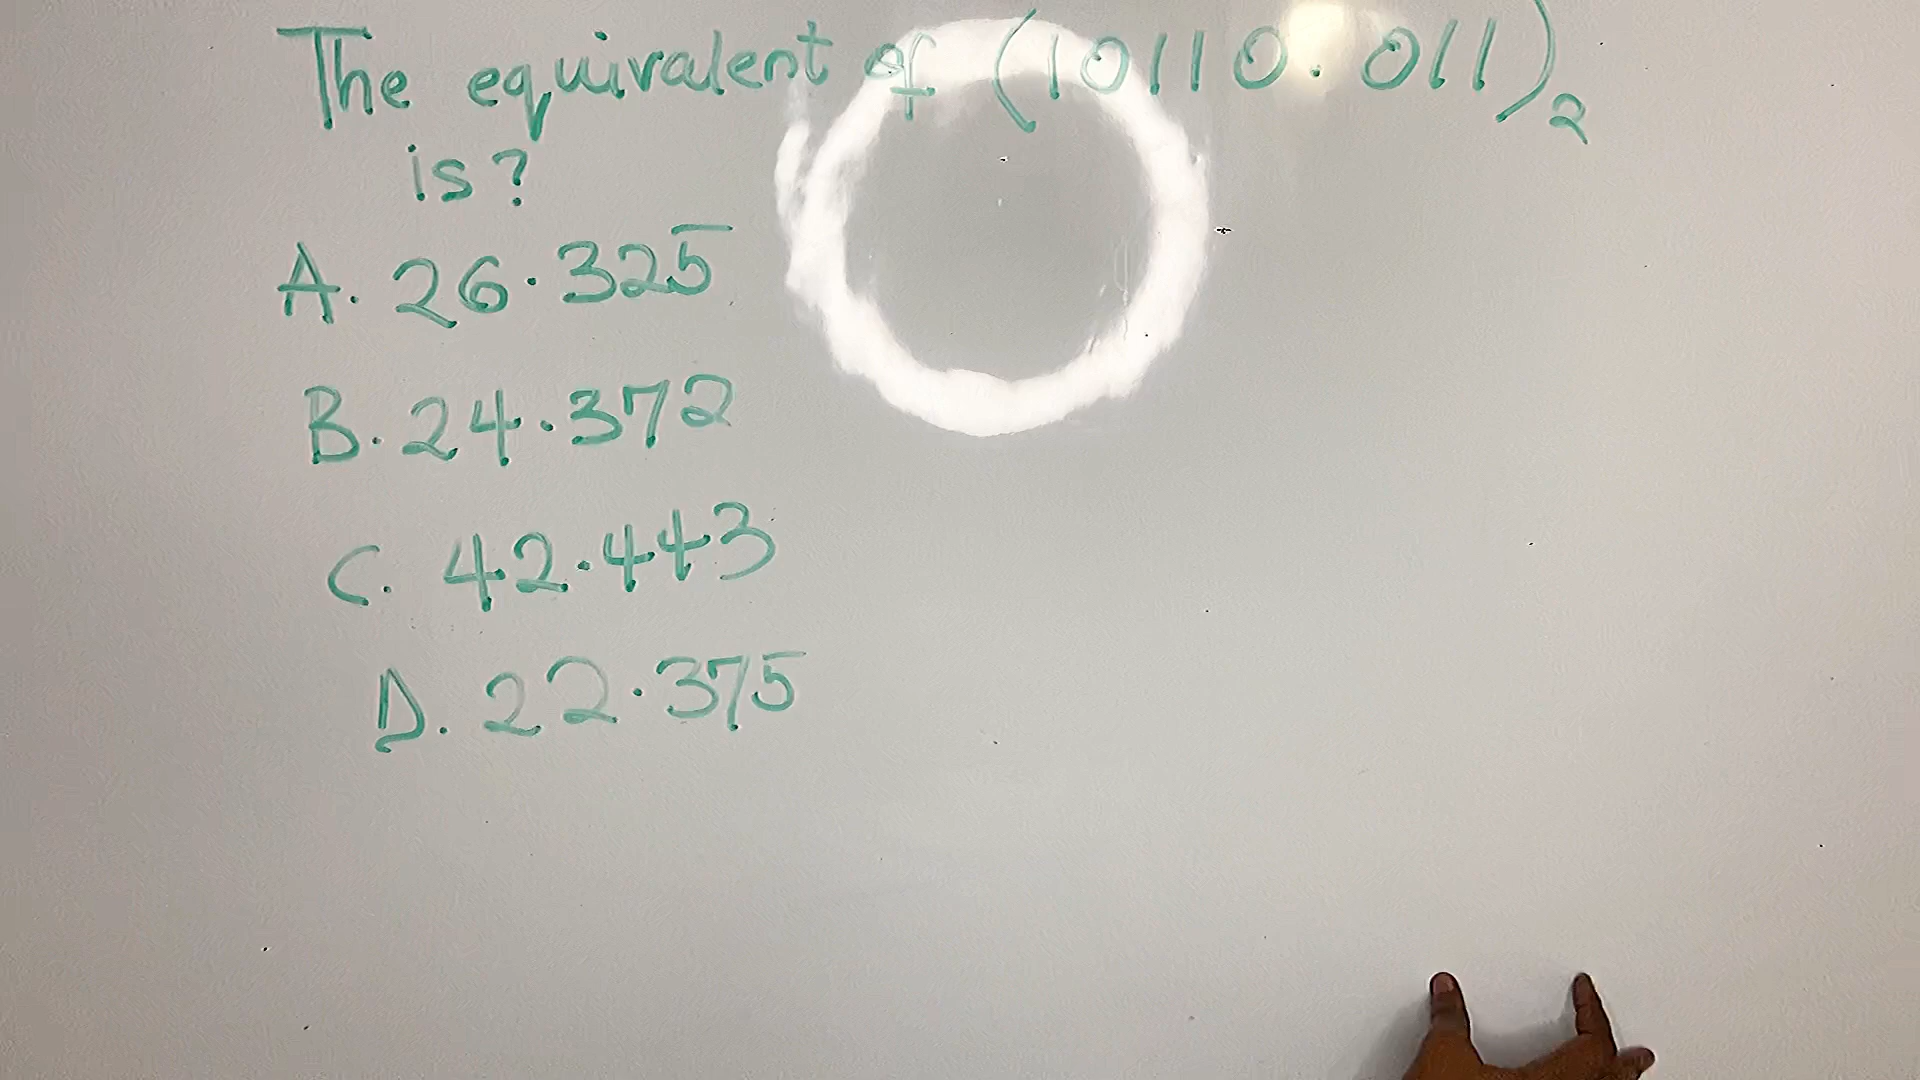 The equivalent of (10110.011)2
is?
A. 26.325
B. 24.372
C. 42.443
D. 22.375